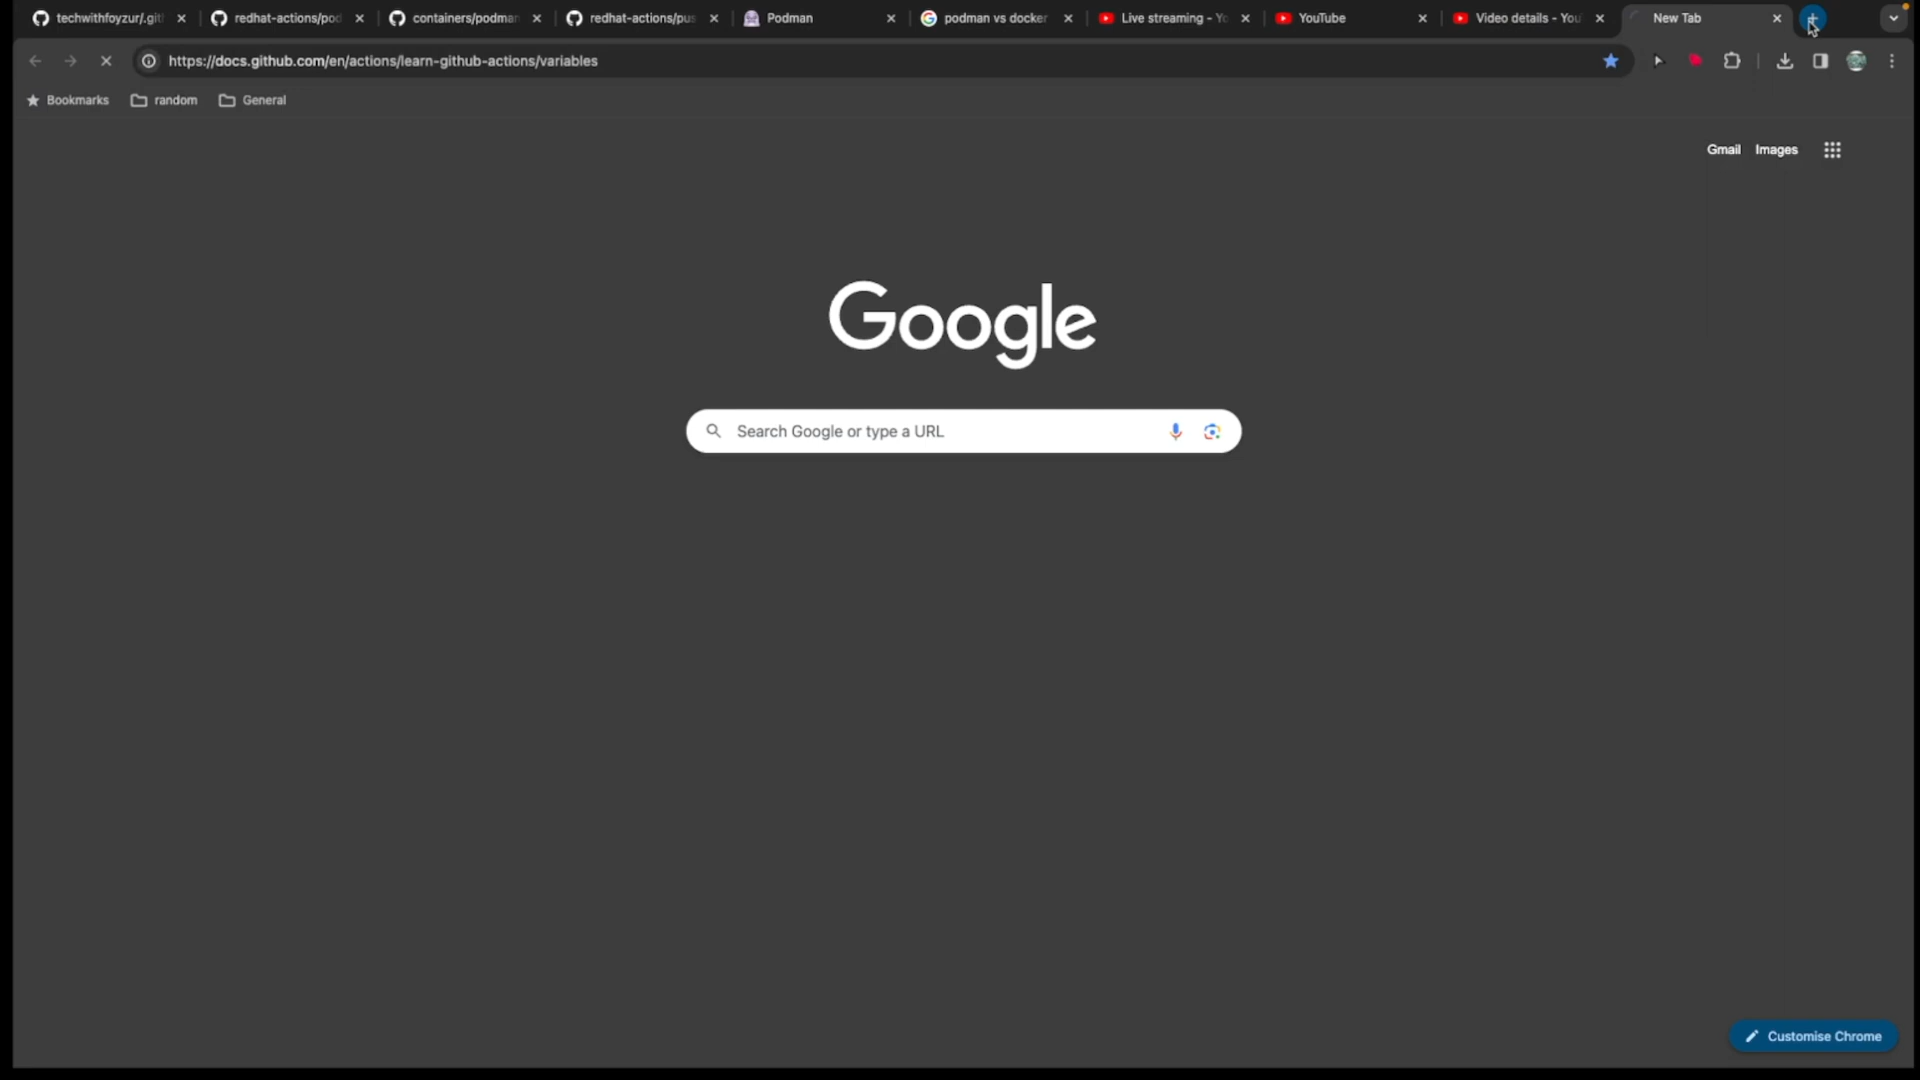 techwithfoyzur/.git
redhat-actions/pod
containers/podman
redhat-actions/pus
Podman
podman vs docker
Live streaming - Yo
YouTube
Video details - You
New Tab
https://docs.github.com/en/actions/learn-github-actions/variables
Bookmarks
random
General
Gmail
Images
Google
Search Google or type a URL
Customise Chrome